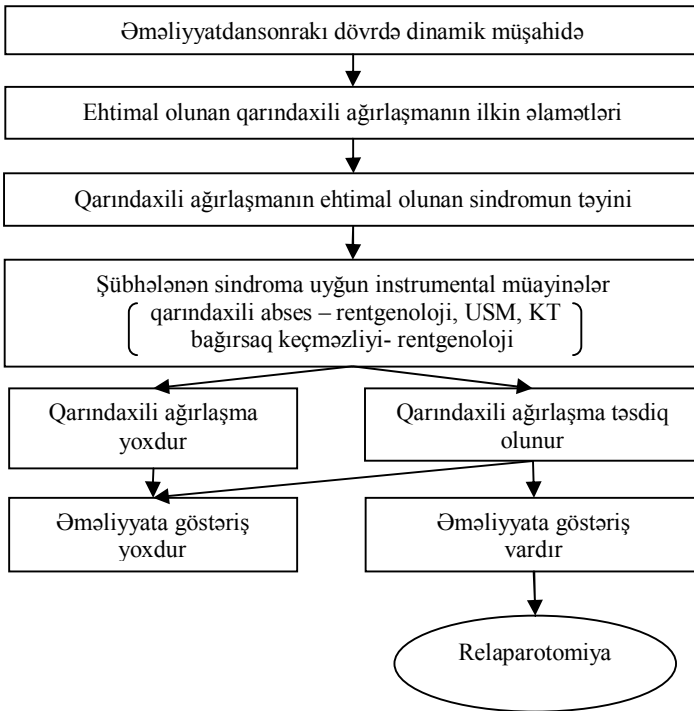 Əməliyyatdansonrakı dövrdə dinamik müşahidə
Ehtimal olunan qarındaxili ağırlaşmanın ilkin əlamətləri
Qarındaxili ağırlaşmanın ehtimal olunan sindromun təyini
Şübhələnən sindroma uyğun instrumental müayinələr
qarındaxili abses – rentgenoloji, USM, KT
bağırsaq keçməzliyi- rentgenoloji
Qarındaxili ağırlaşma
yoxdur
Qarındaxili ağırlaşma təsdiq
olunur
Əməliyyata göstəriş
yoxdur
Əməliyyata göstəriş
vardır
Relaparotomiya